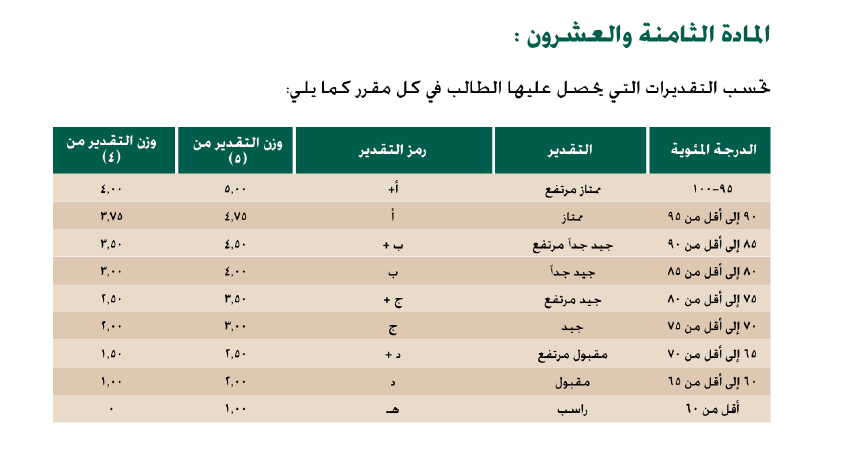 المادة الثامنة والعشرون :
تحسب التقديرات التي يحصل عليها الطالب في كل مقرر كما يلي:
الدرجة المئوية التقدير رمز التقدير وزن التقدير من (٥) وزن التقدير من (٤)
٩٥-١٠٠ ممتاز مرتفع أ+ ٥,٠٠ ٤,٠٠
٩٠ إلى أقل من ٩٥ ممتاز أ ٤,٧٥ ٣,٧٥
٨٥ إلى أقل من ٩٠ جيد جداً مرتفع ب + ٤,٥٠ ٣,٥٠
٨٠ إلى أقل من ٨٥ جيد جداً ب ٤,٠٠ ٣,٠٠
٧٥ إلى أقل من ٨٠ جيد مرتفع ج + ٣,٥٠ ٢,٥٠
٧٠ إلى أقل من ٧٥ جيد ج ٣,٠٠ ٢,٠٠
٦٥ إلى أقل من ٧٠ مقبول مرتفع د + ٢,٥٠ ١,٥٠
٦٠ إلى أقل من ٦٥ مقبول د ٢,٠٠ ١,٠٠
أقل من ٦٠ راسب هـ ١,٠٠ ٠